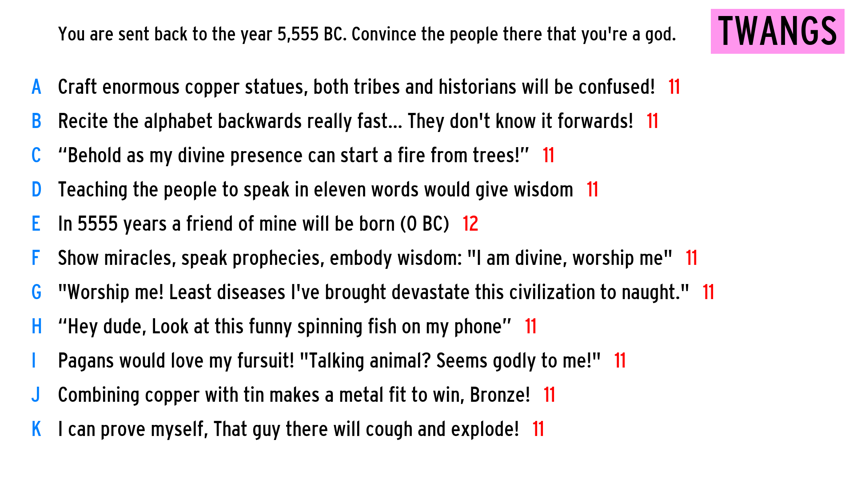 You are sent back to the year 5,555 BC. Convince the people there that you're a god.
TWANGS
A Craft enormous copper statues, both tribes and historians will be confused! 11
B Recite the alphabet backwards really fast... They don't know it forwards! 11
C “Behold as my divine presence can start a fire from trees!” 11
D Teaching the people to speak in eleven words would give wisdom 11
E In 5555 years a friend of mine will be born (0 BC) 12
F Show miracles, speak prophecies, embody wisdom: "I am divine, worship me" 11
G "Worship me! Least diseases I've brought devastate this civilization to naught." 11
H “Hey dude, Look at this funny spinning fish on my phone” 11
I Pagans would love my fursuit! "Talking animal? Seems godly to me!" 11
J Combining copper with tin makes a metal fit to win, Bronze! 11
K I can prove myself, That guy there will cough and explode! 11